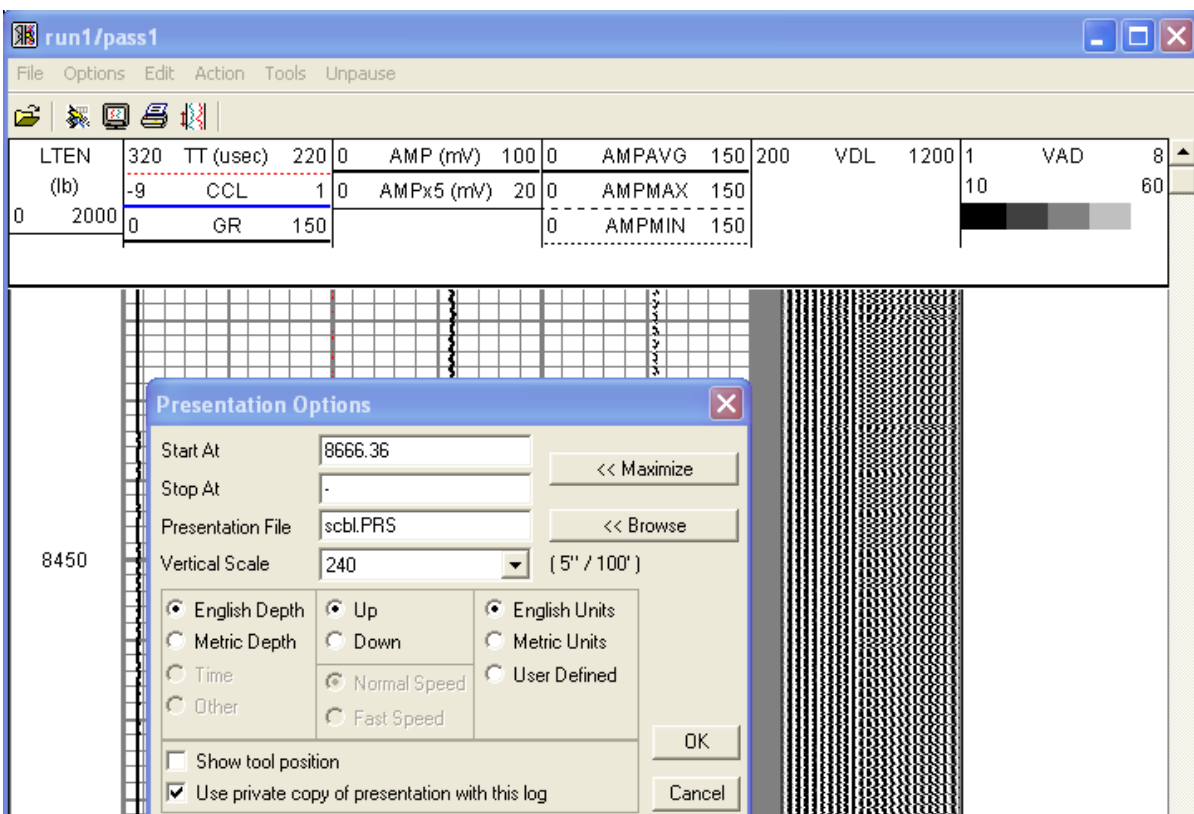 run1/pass1
File Options Edit Action Tools Unpause
LTEN 320 TT (usec) 220 0 AMP (mV) 100 0 AMPAVG 150 200 VDL 1200 1 VAD 8
(lb) -9 CCL 1 0 AMPx5 (mV) 20 0 AMPMAX 150 10 60
0 2000 0 GR 150 0 AMPMIN 150
Presentation Options
Start At 8666.36 << Maximize
Stop At -
Presentation File scbl.PRS << Browse
8450 Vertical Scale 240 ( 5" / 100' )
English Depth Up English Units
Metric Depth Down Metric Units
Time Normal Speed User Defined
Other Fast Speed
Show tool position OK
Use private copy of presentation with this log Cancel